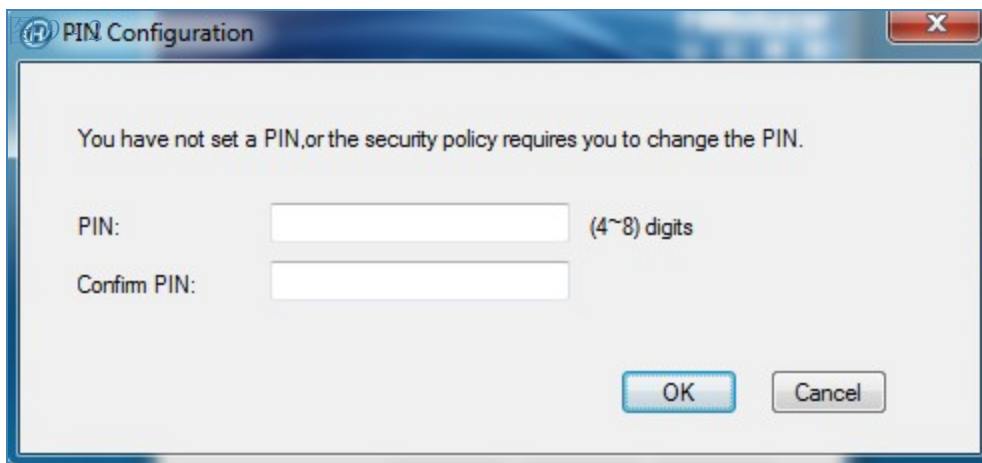 PIN Configuration
You have not set a PIN,or the security policy requires you to change the PIN.
PIN:
(4~8) digits
Confirm PIN:
OK
Cancel